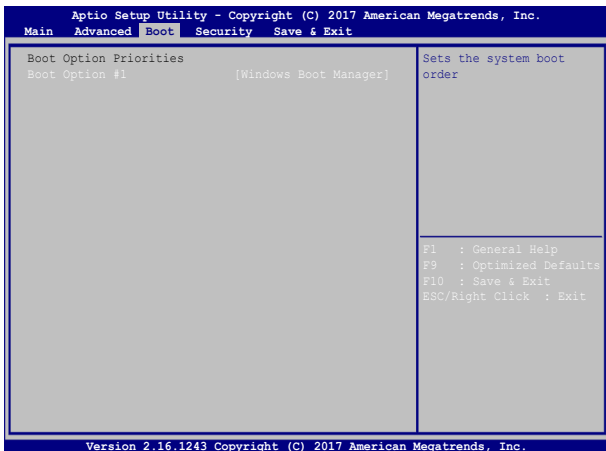 Aptio Setup Utility - Copyright (C) 2017 American Megatrends, Inc.
Main Advanced Boot Security Save & Exit
Boot Option Priorities
Boot Option #1 [Windows Boot Manager]
Sets the system boot
order
F1 : General Help
F9 : Optimized Defaults
F10 : Save & Exit
ESC/Right Click : Exit
Version 2.16.1243 Copyright (C) 2017 American Megatrends, Inc.